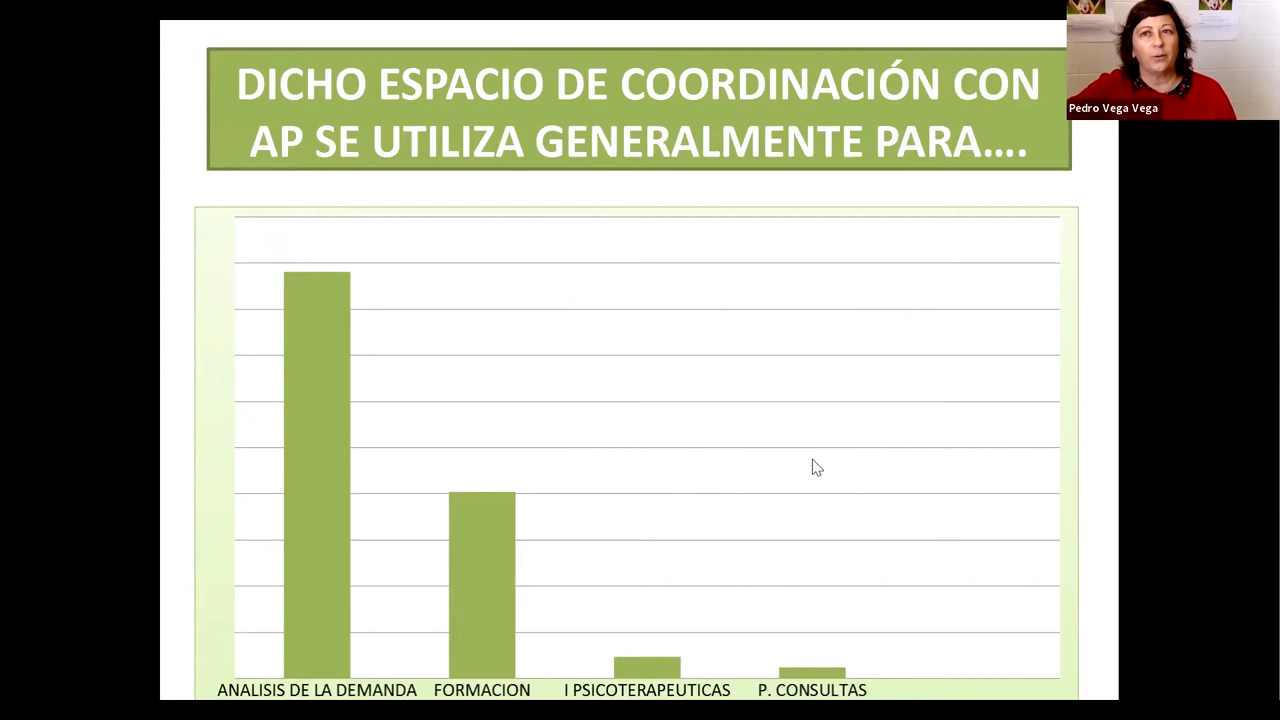 DICHO ESPACIO DE COORDINACIÓN CON
AP SE UTILIZA GENERALMENTE PARA....
Pedro Vega Vega
ANALISIS DE LA DEMANDA
FORMACION
I PSICOTERAPEUTICAS
P. CONSULTAS